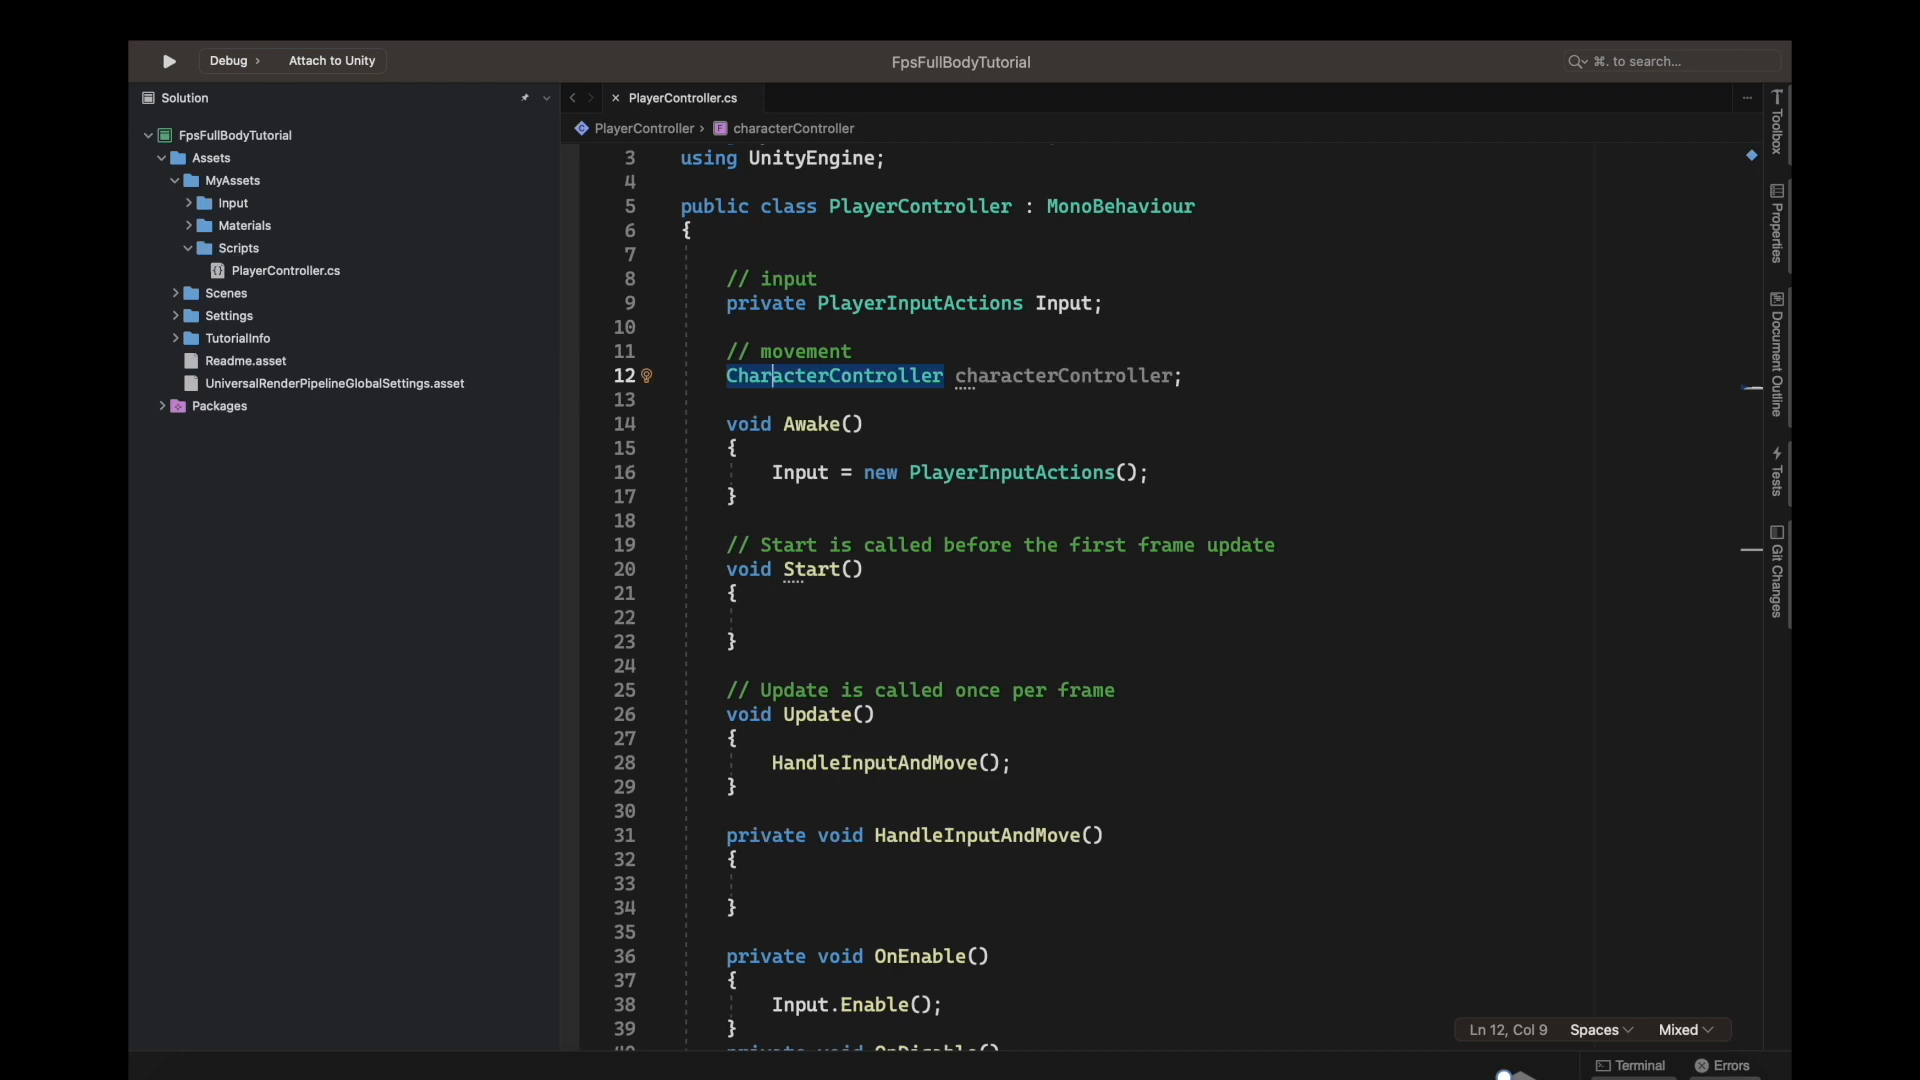 Debug › Attach to Unity
FpsFullBodyTutorial
⌘. to search...
Solution
FpsFullBodyTutorial
Assets
MyAssets
Input
Materials
Scripts
PlayerController.cs
Scenes
Settings
TutorialInfo
Readme.asset
UniversalRenderPipelineGlobalSettings.asset
Packages
PlayerController.cs
PlayerController › characterController
3 using UnityEngine;
4
5 public class PlayerController : MonoBehaviour
6 {
7
8 // input
9 private PlayerInputActions Input;
10
11 // movement
12 CharacterController characterController;
13
14 void Awake()
15 {
16 Input = new PlayerInputActions();
17 }
18
19 // Start is called before the first frame update
20 void Start()
21 {
22
23 }
24
25 // Update is called once per frame
26 void Update()
27 {
28 HandleInputAndMove();
29 }
30
31 private void HandleInputAndMove()
32 {
33
34 }
35
36 private void OnEnable()
37 {
38 Input.Enable();
39 }
40 private void OnDisable()
Toolbox
Properties
Document Outline
Tests
Git Changes
Ln 12, Col 9 Spaces Mixed
Terminal Errors